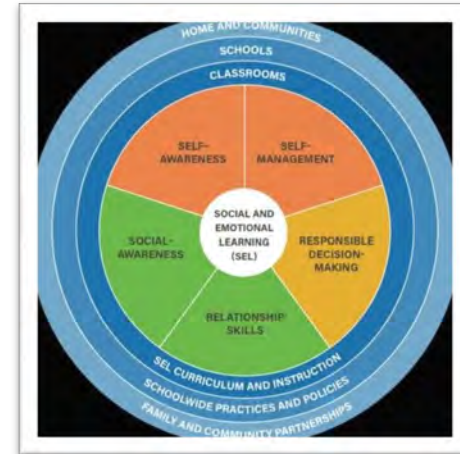 HOME AND COMMUNITIES
SCHOOLS
CLASSROOMS
SELF-
AWARENESS
SELF-
MANAGEMENT
SOCIAL AND
EMOTIONAL
LEARNING
(SEL)
SOCIAL-
AWARENESS
RESPONSIBLE
DECISION-
MAKING
RELATIONSHIP
SKILLS
SEL CURRICULUM AND INSTRUCTION
SCHOOLWIDE PRACTICES AND POLICIES
FAMILY AND COMMUNITY PARTNERSHIPS